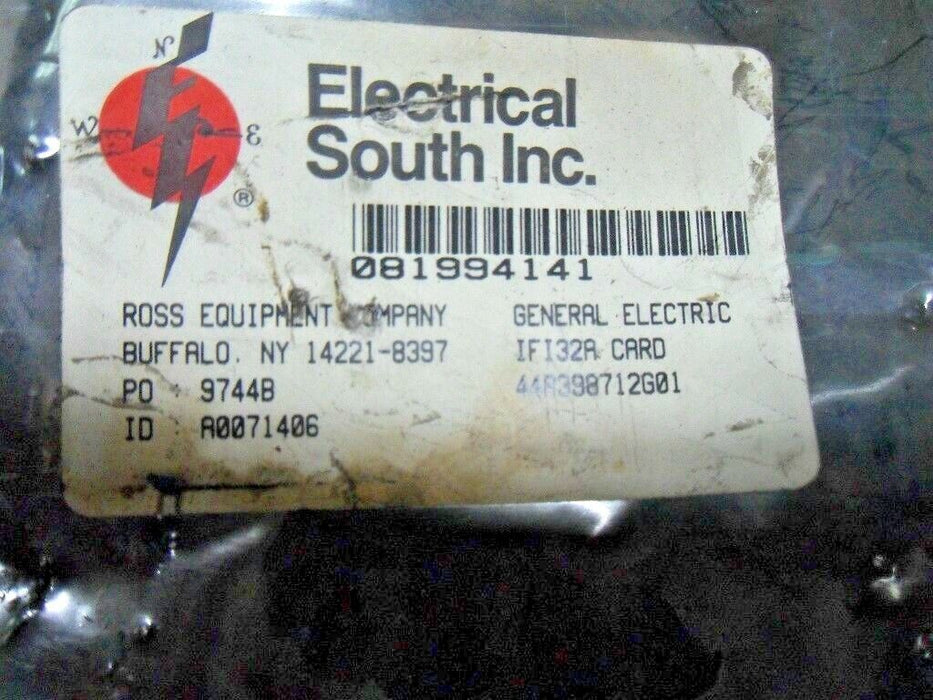 N
W E
®
Electrical
South Inc.
081994141
ROSS EQUIPMENT COMPANY
BUFFALO, NY 14221-8397
PO 9744B
ID A0071406
GENERAL ELECTRIC
IFI32A CARD
44A398712G01